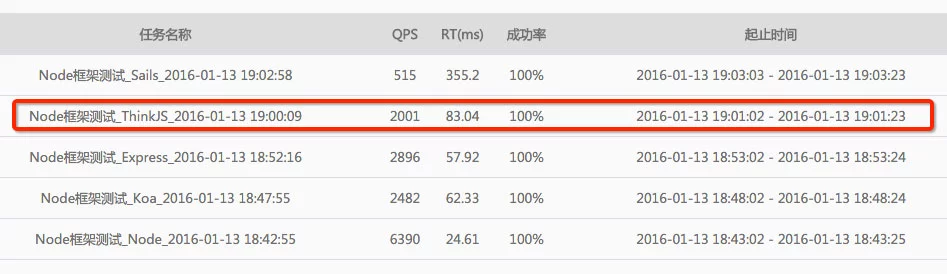 任务名称 QPS RT(ms) 成功率 起止时间
Node框架测试_Sails_2016-01-13 19:02:58 515 355.2 100% 2016-01-13 19:03:03 - 2016-01-13 19:03:23
Node框架测试_ThinkJS_2016-01-13 19:00:09 2001 83.04 100% 2016-01-13 19:01:02 - 2016-01-13 19:01:23
Node框架测试_Express_2016-01-13 18:52:16 2896 57.92 100% 2016-01-13 18:53:02 - 2016-01-13 18:53:24
Node框架测试_Koa_2016-01-13 18:47:55 2482 62.33 100% 2016-01-13 18:48:02 - 2016-01-13 18:48:24
Node框架测试_Node_2016-01-13 18:42:55 6390 24.61 100% 2016-01-13 18:43:02 - 2016-01-13 18:43:25